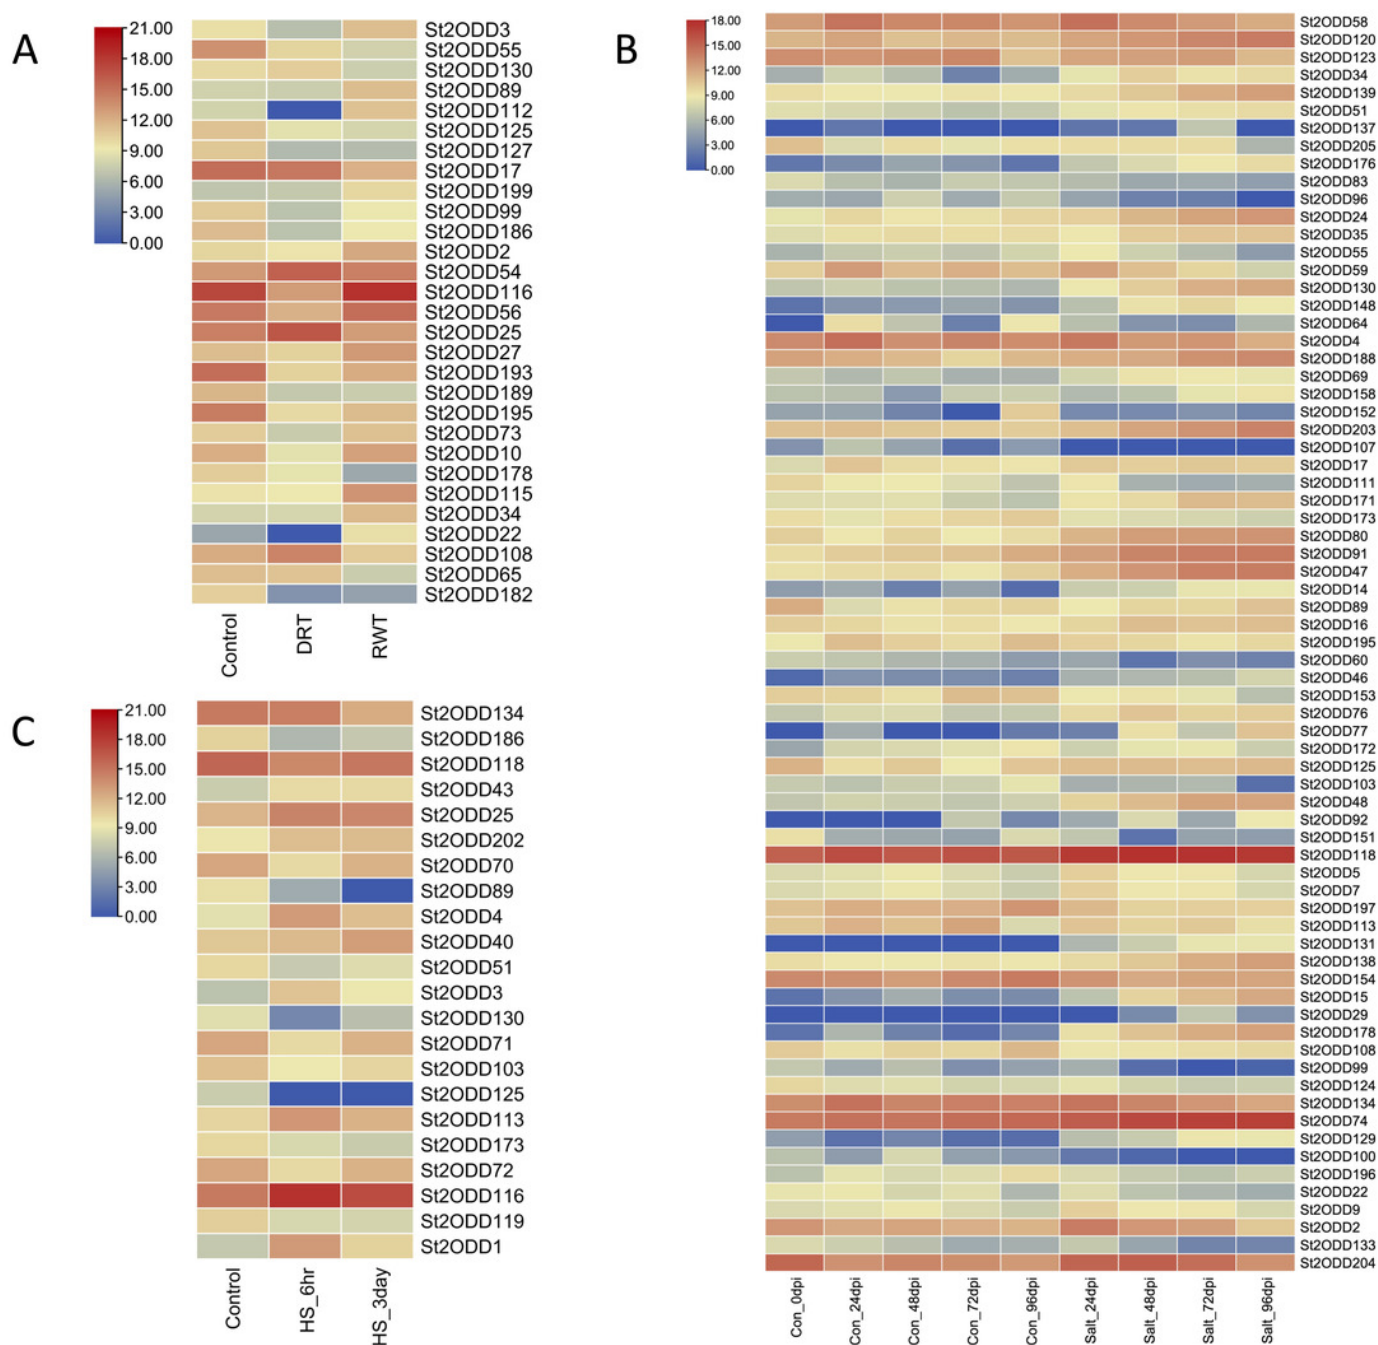 A
21.00
18.00
15.00
12.00
9.00
6.00
3.00
0.00
St2ODD3
St2ODD55
St2ODD130
St2ODD89
St2ODD112
St2ODD125
St2ODD127
St2ODD17
St2ODD199
St2ODD99
St2ODD186
St2ODD2
St2ODD54
St2ODD116
St2ODD56
St2ODD25
St2ODD27
St2ODD193
St2ODD189
St2ODD195
St2ODD73
St2ODD10
St2ODD178
St2ODD115
St2ODD34
St2ODD22
St2ODD108
St2ODD65
St2ODD182
Control
DRT
RWT
B
18.00
15.00
12.00
9.00
6.00
3.00
0.00
St2ODD58
St2ODD120
St2ODD123
St2ODD34
St2ODD139
St2ODD51
St2ODD137
St2ODD205
St2ODD176
St2ODD83
St2ODD96
St2ODD24
St2ODD35
St2ODD55
St2ODD59
St2ODD130
St2ODD148
St2ODD64
St2ODD4
St2ODD188
St2ODD69
St2ODD158
St2ODD152
St2ODD203
St2ODD107
St2ODD17
St2ODD111
St2ODD171
St2ODD173
St2ODD80
St2ODD91
St2ODD47
St2ODD14
St2ODD89
St2ODD16
St2ODD195
St2ODD60
St2ODD46
St2ODD153
St2ODD76
St2ODD77
St2ODD172
St2ODD125
St2ODD103
St2ODD48
St2ODD92
St2ODD151
St2ODD118
St2ODD5
St2ODD7
St2ODD197
St2ODD113
St2ODD131
St2ODD138
St2ODD154
St2ODD15
St2ODD29
St2ODD178
St2ODD108
St2ODD99
St2ODD124
St2ODD134
St2ODD74
St2ODD129
St2ODD100
St2ODD196
St2ODD22
St2ODD9
St2ODD2
St2ODD133
St2ODD204
Con_0dpi
Con_24dpi
Con_48dpi
Con_72dpi
Con_96dpi
Salt_24dpi
Salt_48dpi
Salt_72dpi
Salt_96dpi
C
21.00
18.00
15.00
12.00
9.00
6.00
3.00
0.00
St2ODD134
St2ODD186
St2ODD118
St2ODD43
St2ODD25
St2ODD202
St2ODD70
St2ODD89
St2ODD4
St2ODD40
St2ODD51
St2ODD3
St2ODD130
St2ODD71
St2ODD103
St2ODD125
St2ODD113
St2ODD173
St2ODD72
St2ODD116
St2ODD119
St2ODD1
Control
HS_6hr
HS_3day